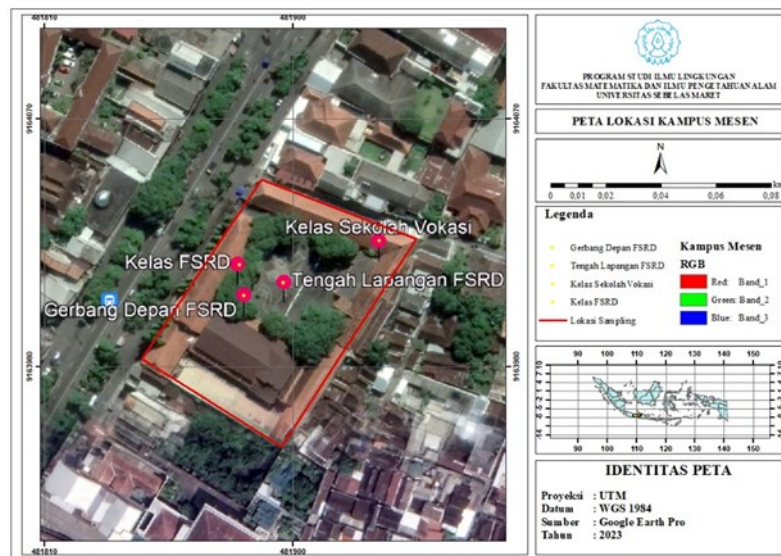 481810
481900
9164070
9163980
Kelas Sekolah Vokasi
Kelas FSRD
Tengah Lapangan FSRD
Gerbang Depan FSRD
9164070
9163980
481810
481900
PROGRAM STUDI ILMU LINGKUNGAN
FAKULTAS MATEMATIKA DAN ILMU PENGETAHUAN ALAM
UNIVERSITAS SEBELAS MARET
PETA LOKASI KAMPUS MESEN
N
km
0 0,01 0,02 0,04 0,06 0,08
Legenda
Gerbang Depan FSRD
Tengah Lapangan FSRD
Kelas Sekolah Vokasi
Kelas FSRD
Lokasi Sampling
Kampus Mesen
RGB
Red: Band_1
Green: Band_2
Blue: Band_3
90 100 110 120 130 140 150
90 100 110 120 130 140 150
IDENTITAS PETA
Proyeksi : UTM
Datum : WGS 1984
Sumber : Google Earth Pro
Tahun : 2023